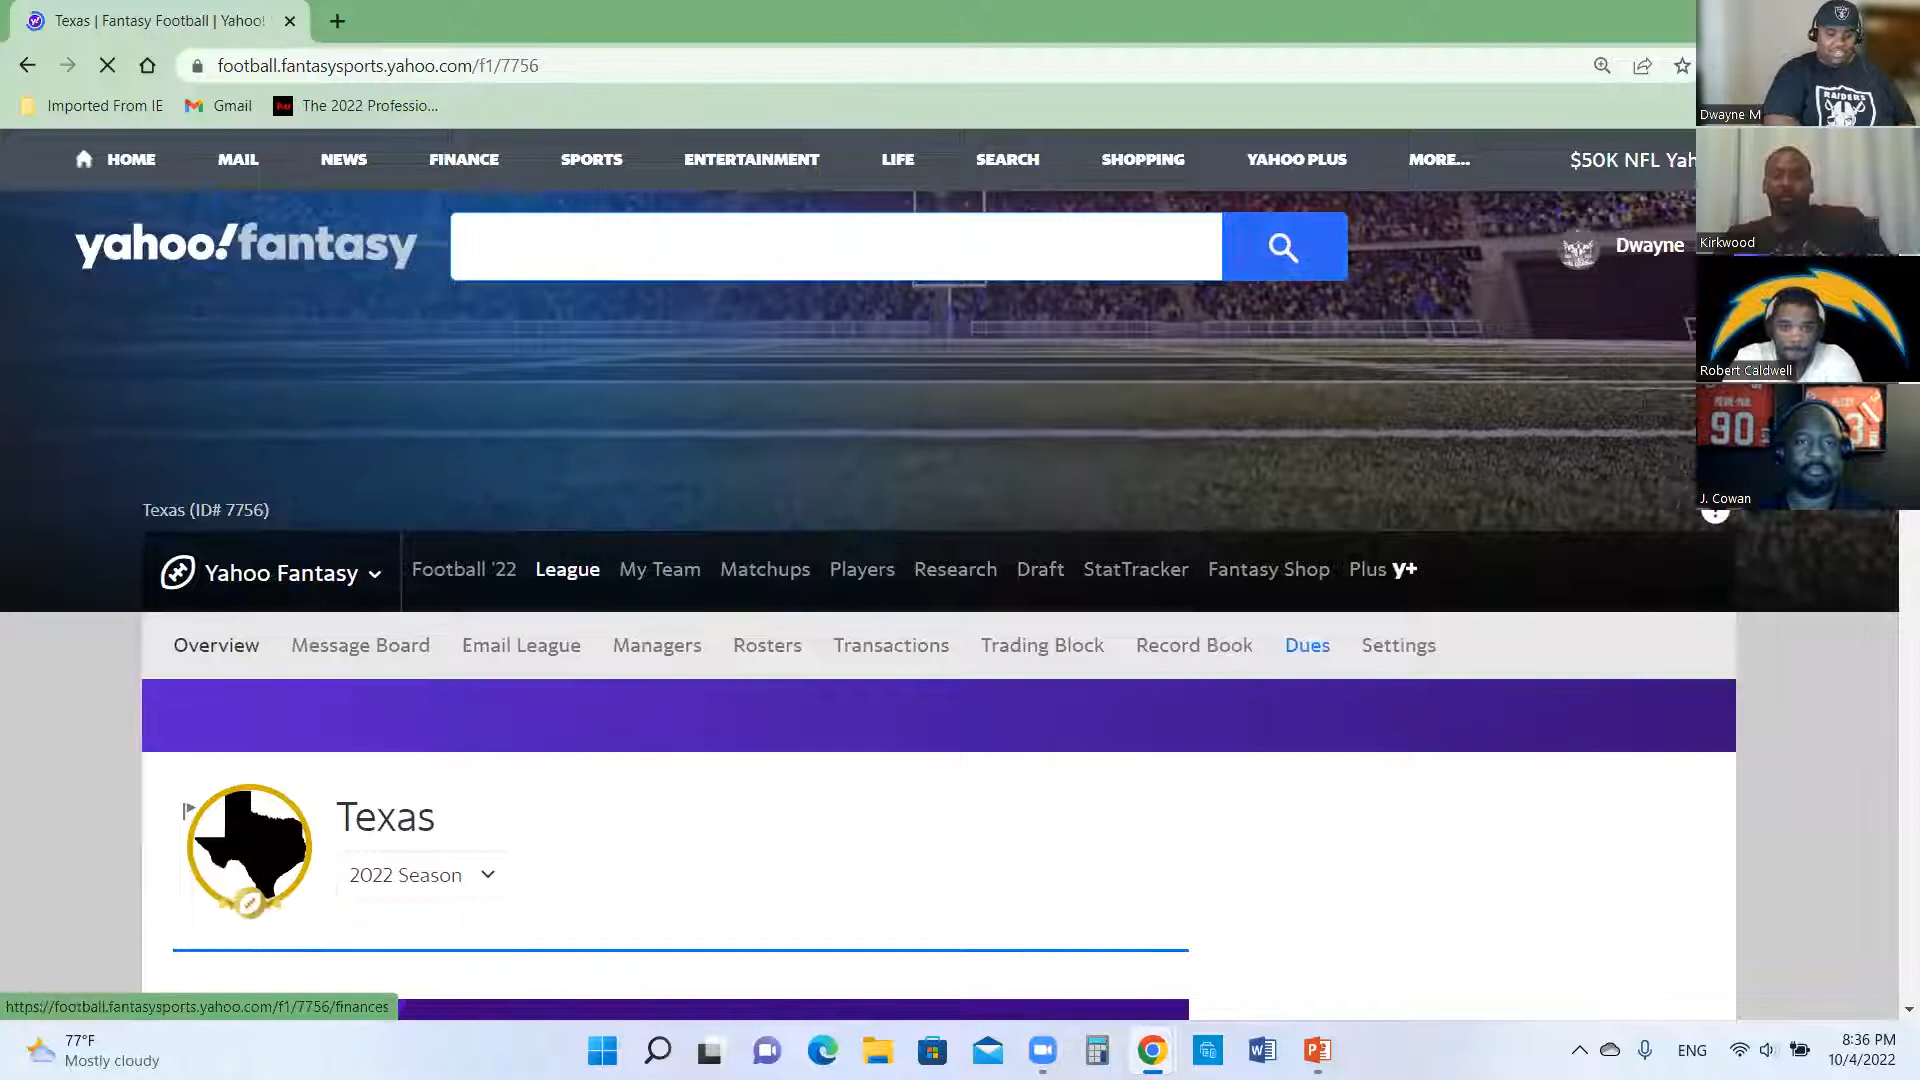 Texas | Fantasy Football | Yahoo!
football.fantasysports.yahoo.com/f1/7756
Imported From IE Gmail The 2022 Professio...
HOME MAIL NEWS FINANCE SPORTS ENTERTAINMENT LIFE SEARCH SHOPPING YAHOO PLUS MORE... $50K NFL Yah
yahoo!fantasy
Dwayne
RAIDERS
Dwayne M
Kirkwood
Robert Caldwell
90 3
J. Cowan
Texas (ID# 7756)
Yahoo Fantasy Football '22 League My Team Matchups Players Research Draft StatTracker Fantasy Shop Plus y+
Overview Message Board Email League Managers Rosters Transactions Trading Block Record Book Dues Settings
Texas
2022 Season
https://football.fantasysports.yahoo.com/f1/7756/finances
77°F
Mostly cloudy
ENG
8:36 PM
10/4/2022